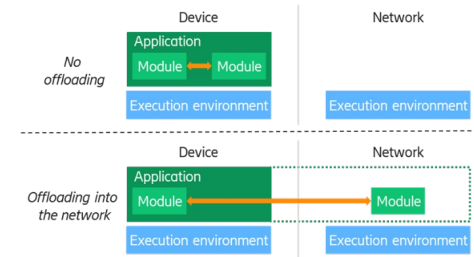 Device
Network
No
offloading
Application
Module
Module
Execution environment
Execution environment
Device
Network
Offloading into
the network
Application
Module
Module
Execution environment
Execution environment